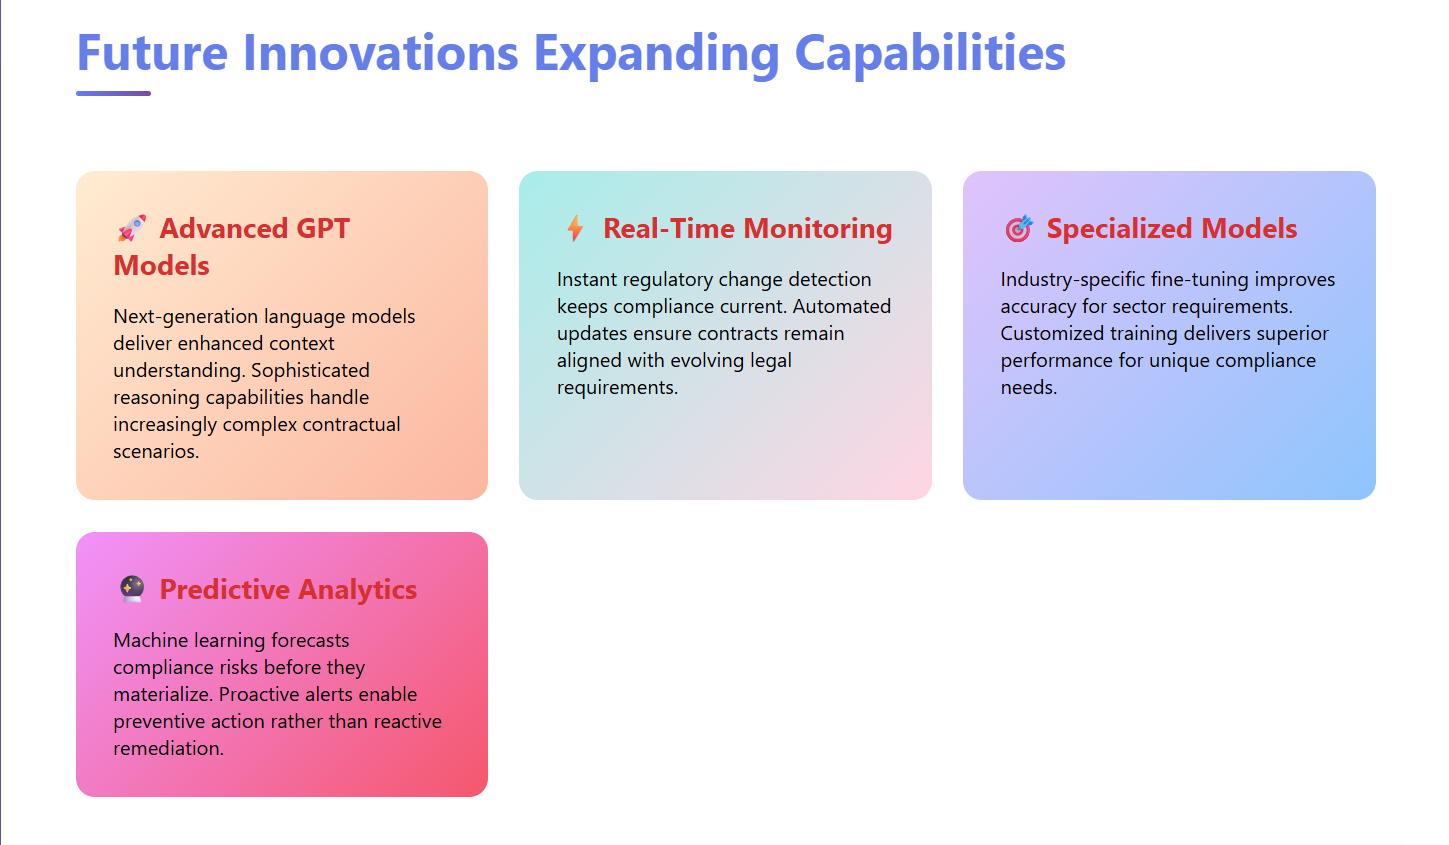 Future Innovations Expanding Capabilities
🚀 Advanced GPT
Models
Next-generation language models
deliver enhanced context
understanding. Sophisticated
reasoning capabilities handle
increasingly complex contractual
scenarios.
⚡ Real-Time Monitoring
Instant regulatory change detection
keeps compliance current. Automated
updates ensure contracts remain
aligned with evolving legal
requirements.
🎯 Specialized Models
Industry-specific fine-tuning improves
accuracy for sector requirements.
Customized training delivers superior
performance for unique compliance
needs.
🔮 Predictive Analytics
Machine learning forecasts
compliance risks before they
materialize. Proactive alerts enable
preventive action rather than reactive
remediation.